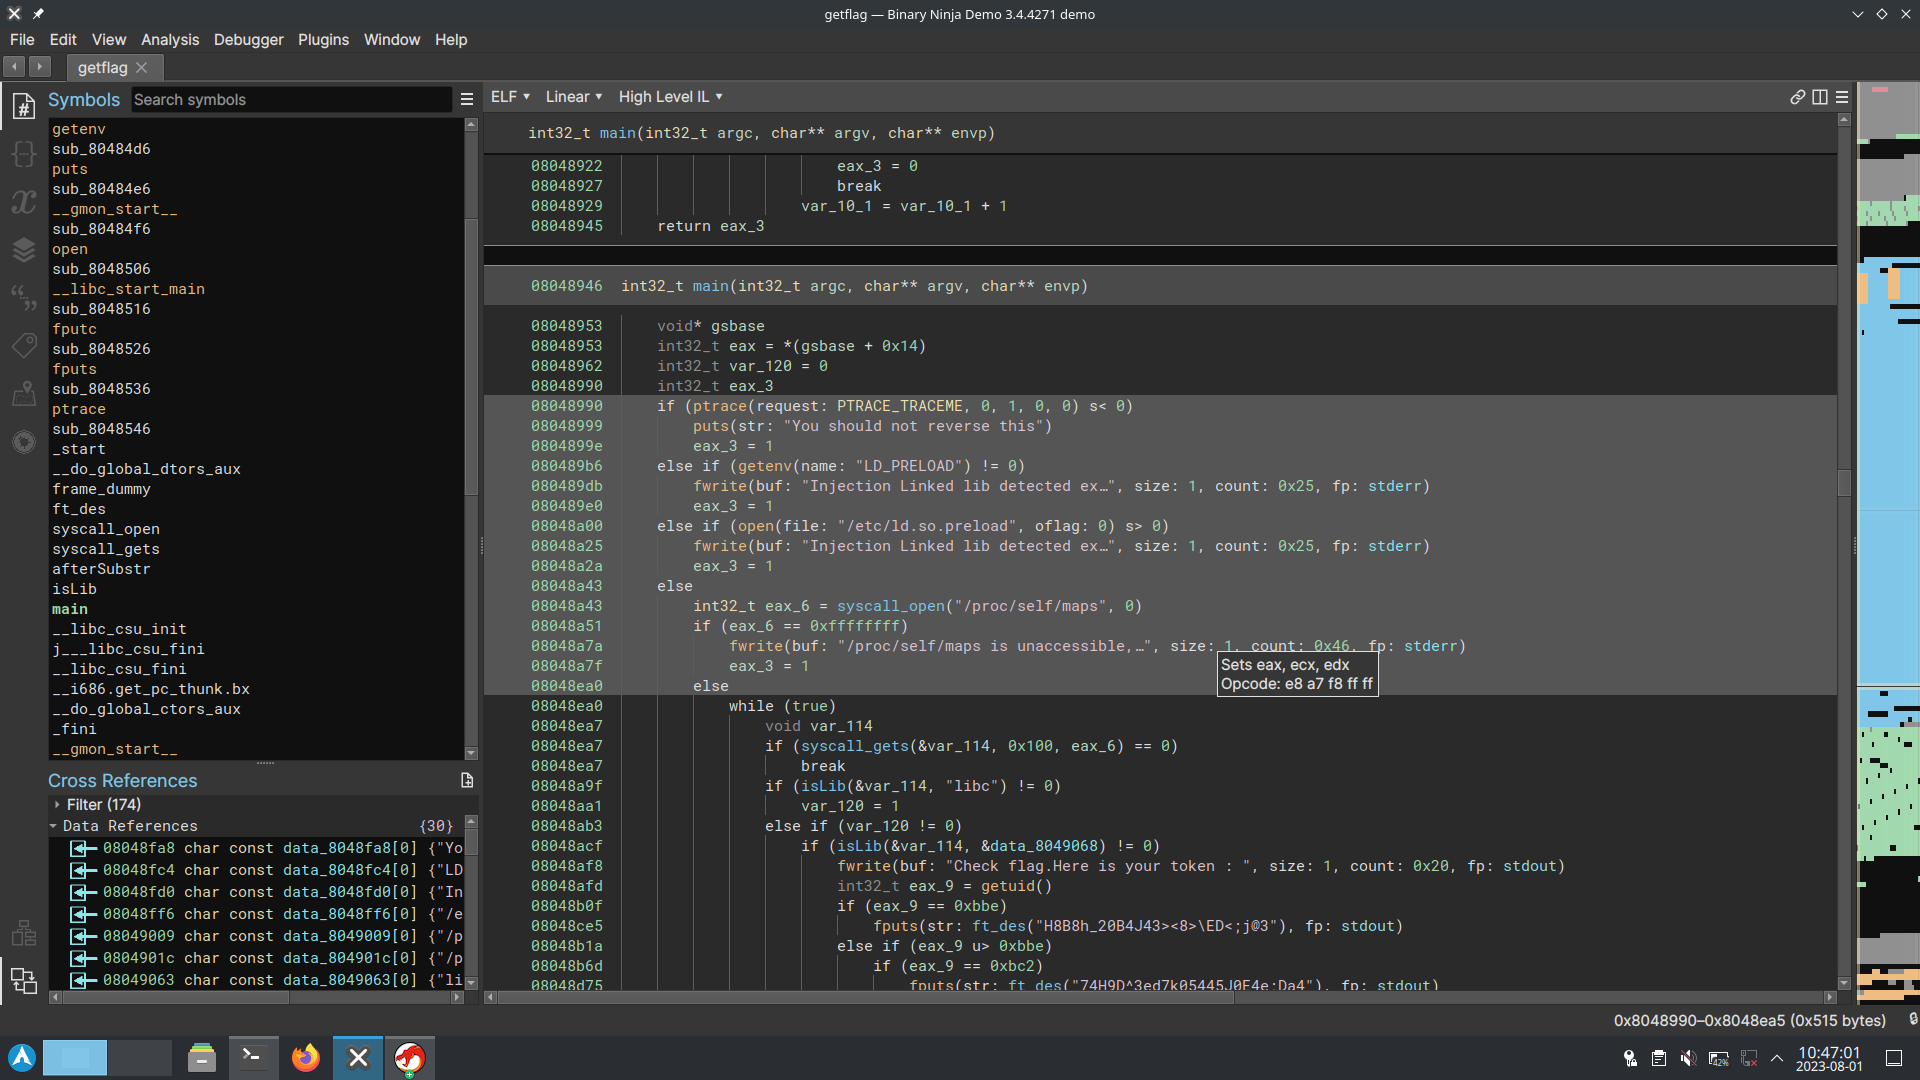 getflag — Binary Ninja Demo 3.4.4271 demo
File Edit View Analysis Debugger Plugins Window Help
getflag
Symbols
Search symbols
getenv
sub_80484d6
puts
sub_80484e6
__gmon_start__
sub_80484f6
open
sub_8048506
__libc_start_main
sub_8048516
fputc
sub_8048526
fputs
sub_8048536
ptrace
sub_8048546
_start
__do_global_dtors_aux
frame_dummy
ft_des
syscall_open
syscall_gets
afterSubstr
isLib
main
__libc_csu_init
j___libc_csu_fini
__libc_csu_fini
__i686.get_pc_thunk.bx
__do_global_ctors_aux
_fini
__gmon_start__
Cross References
Filter (174)
Data References {30}
08048fa8 char const data_8048fa8[0] {"Yo
08048fc4 char const data_8048fc4[0] {"LD
08048fd0 char const data_8048fd0[0] {"In
08048ff6 char const data_8048ff6[0] {"/e
08049009 char const data_8049009[0] {"/p
0804901c char const data_804901c[0] {"/p
08049063 char const data_8049063[0] {"li
ELF Linear High Level IL
int32_t main(int32_t argc, char** argv, char** envp)
08048922 eax_3 = 0
08048927 break
08048929 var_10_1 = var_10_1 + 1
08048945 return eax_3
08048946 int32_t main(int32_t argc, char** argv, char** envp)
08048953 void* gsbase
08048953 int32_t eax = *(gsbase + 0x14)
08048962 int32_t var_120 = 0
08048990 int32_t eax_3
08048990 if (ptrace(request: PTRACE_TRACEME, 0, 1, 0, 0) s< 0)
08048999 puts(str: "You should not reverse this")
0804899e eax_3 = 1
080489b6 else if (getenv(name: "LD_PRELOAD") != 0)
080489db fwrite(buf: "Injection Linked lib detected ex…", size: 1, count: 0x25, fp: stderr)
080489e0 eax_3 = 1
08048a00 else if (open(file: "/etc/ld.so.preload", oflag: 0) s> 0)
08048a25 fwrite(buf: "Injection Linked lib detected ex…", size: 1, count: 0x25, fp: stderr)
08048a2a eax_3 = 1
08048a43 else
08048a43 int32_t eax_6 = syscall_open("/proc/self/maps", 0)
08048a51 if (eax_6 == 0xffffffff)
08048a7a fwrite(buf: "/proc/self/maps is unaccessible,…", size: 1, count: 0x46, fp: stderr)
08048a7f eax_3 = 1
08048ea0 else
08048ea0 while (true)
08048ea7 void var_114
08048ea7 if (syscall_gets(&var_114, 0x100, eax_6) == 0)
08048ea7 break
08048a9f if (isLib(&var_114, "libc") != 0)
08048aa1 var_120 = 1
08048ab3 else if (var_120 != 0)
08048acf if (isLib(&var_114, &data_8049068) != 0)
08048af8 fwrite(buf: "Check flag.Here is your token : ", size: 1, count: 0x20, fp: stdout)
08048afd int32_t eax_9 = getuid()
08048b0f if (eax_9 == 0xbbe)
08048ce5 fputs(str: ft_des("H8B8h_20B4J43><8>\ED<;j@3"), fp: stdout)
08048b1a else if (eax_9 u> 0xbbe)
08048b6d if (eax_9 == 0xbc2)
08048d75 fputs(str: ft_des("74H9D^3ed7k05445J0E4e;Da4"), fp: stdout)
Sets eax, ecx, edx
Opcode: e8 a7 f8 ff ff
0x8048990–0x8048ea5 (0x515 bytes)
42%
10:47:01
2023-08-01